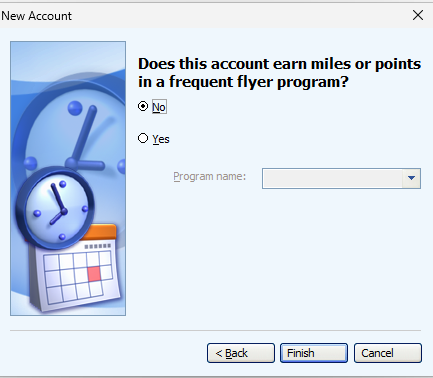 New Account
Does this account earn miles or points
in a frequent flyer program?
No
Yes
Program name:
< Back
Finish
Cancel